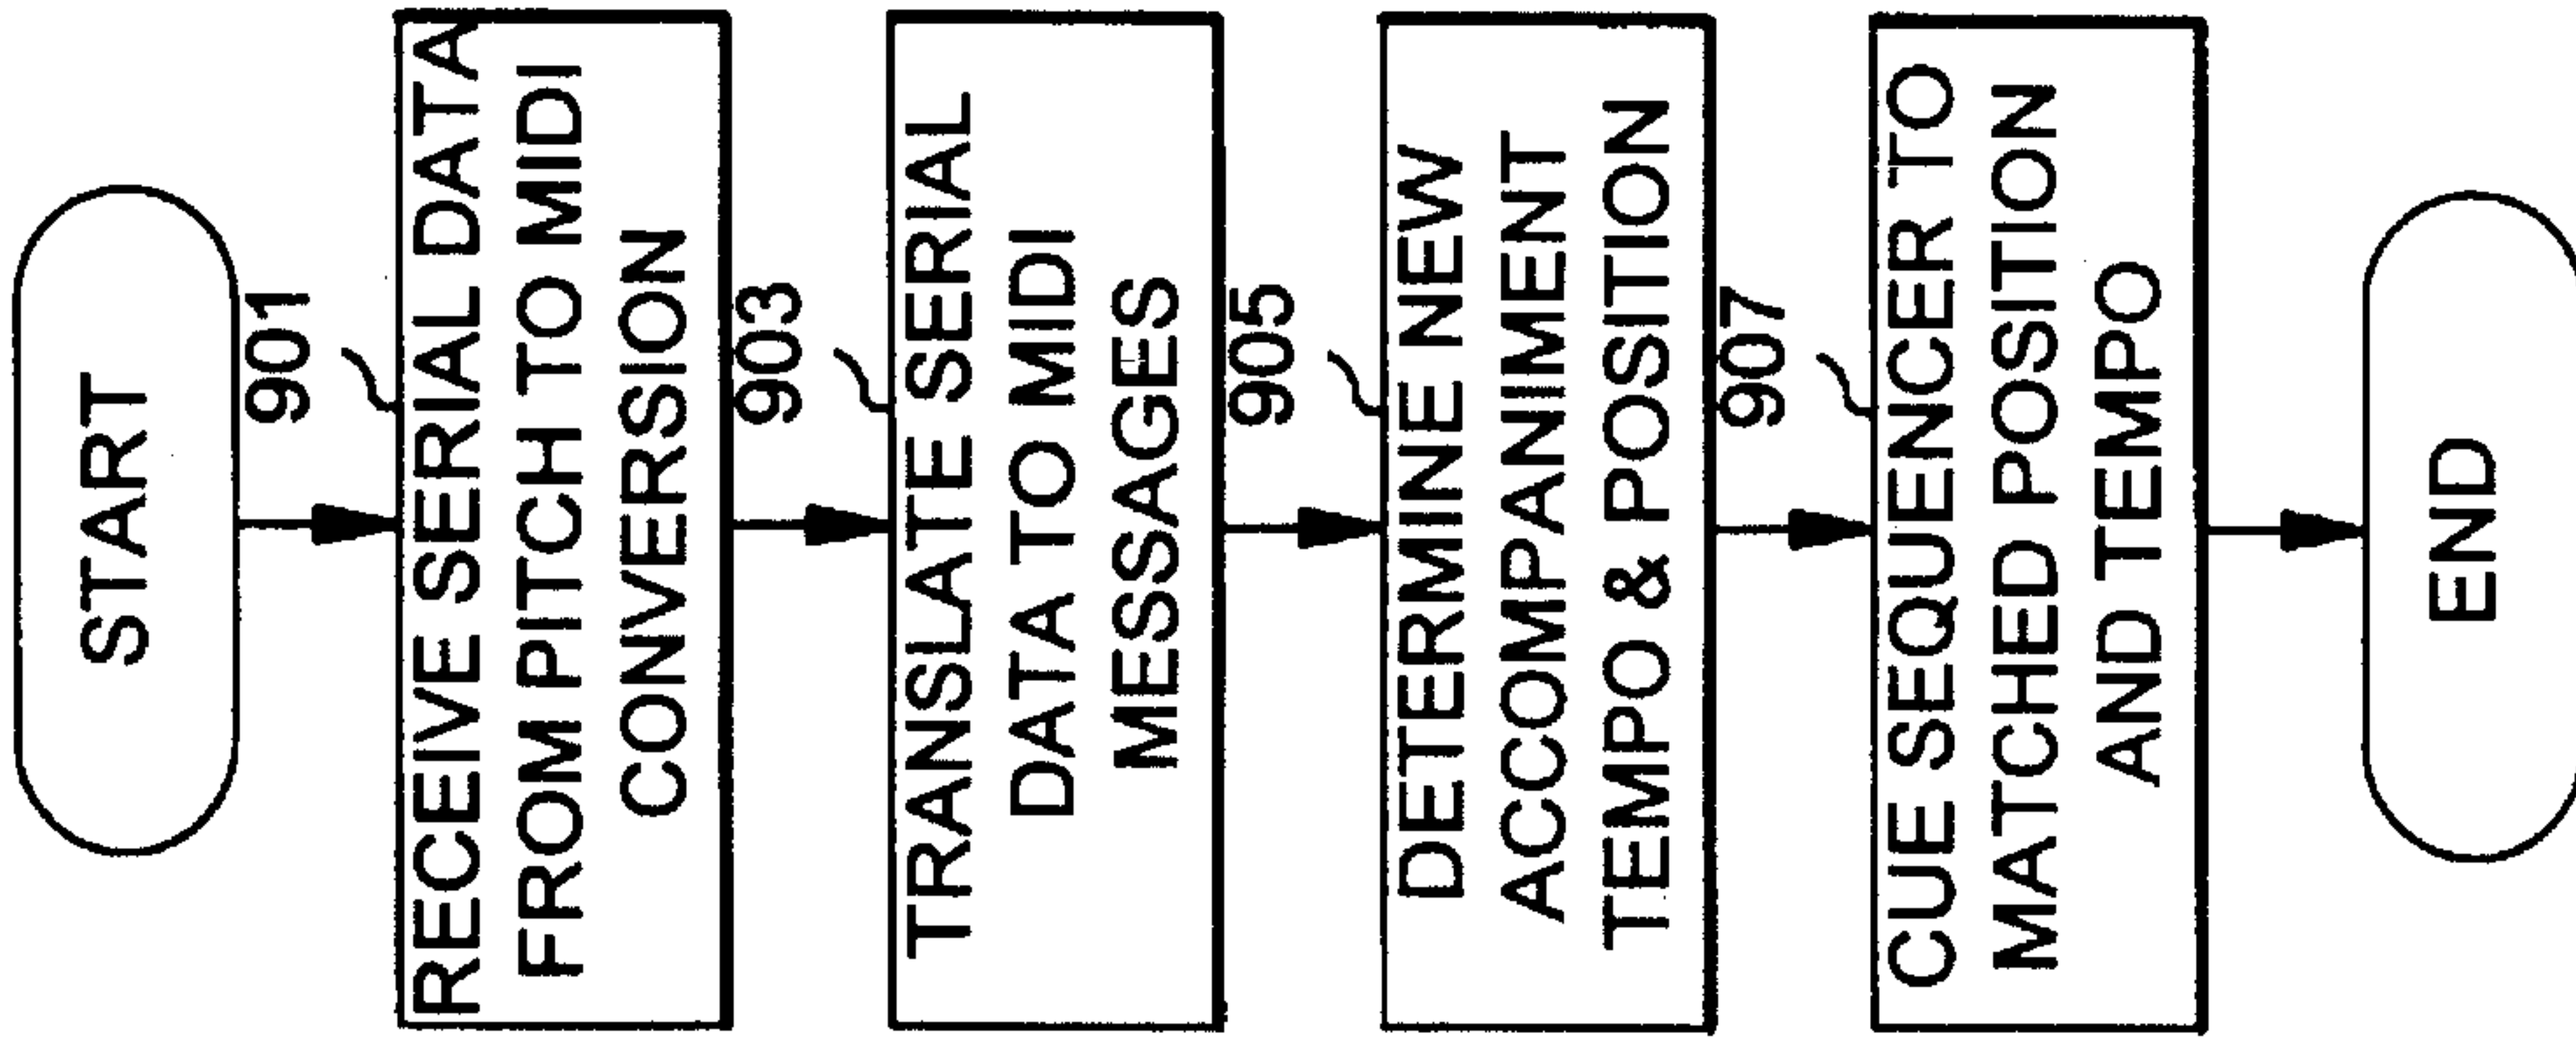 START
901
RECEIVE SERIAL DATA
FROM PITCH TO MIDI
CONVERSION
903
TRANSLATE SERIAL
DATA TO MIDI
MESSAGES
905
DETERMINE NEW
ACCOMPANIMENT
TEMPO & POSITION
907
CUE SEQUENCER TO
MATCHED POSITION
AND TEMPO
END